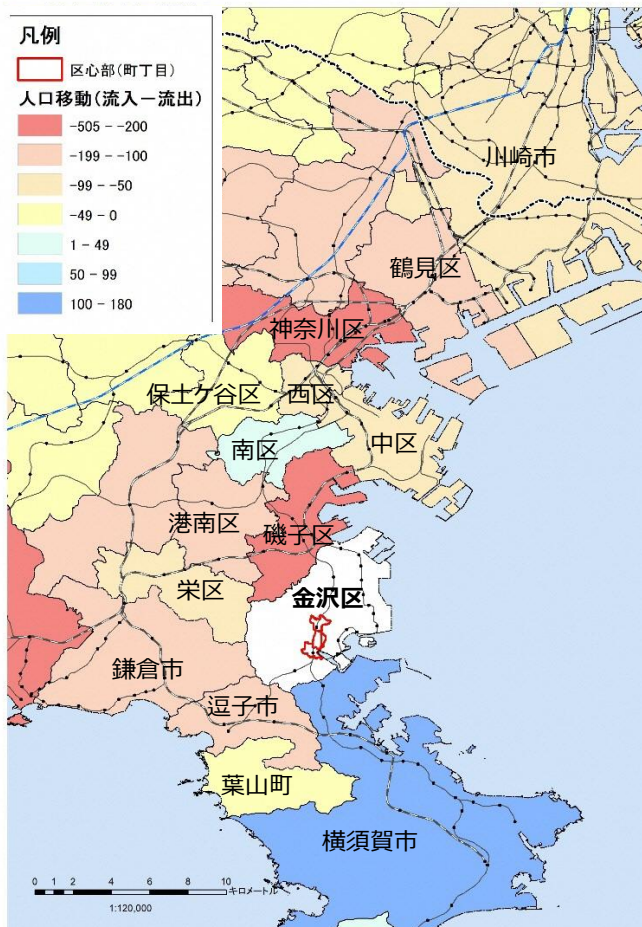 凡例
区心部(町丁目)
人口移動(流入－流出)
-505 - -200
-199 - -100
-99 - -50
-49 - 0
1 - 49
50 - 99
100 - 180
川崎市
鶴見区
神奈川区
保土ケ谷区
西区
中区
南区
港南区
磯子区
栄区
金沢区
鎌倉市
逗子市
葉山町
横須賀市
0 1 2 4 6 8 10 キロメートル
1:120,000